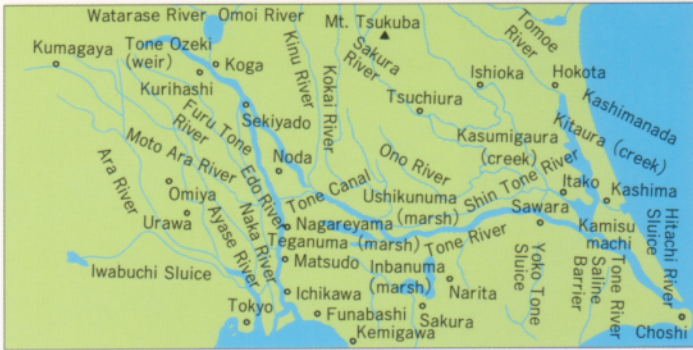 Watarase River
Omoi River
Mt. Tsukuba
Tomoe
River
Kumagaya
Tone Ozeki
(weir)
Koga
Kurihashi
Kinu River
Kokai River
Sakura
River
Ishioka
Hokota
Kashimanada
Tsuchiura
Furu Tone
River
Sekiyado
Moto Ara River
Ara River
Noda
Edo River
Tone Canal
Ono River
Kasumigaura
(creek)
Kitaura (creek)
Shin Tone River
Ushikunuma
(marsh)
Itako
Kashima
Omiya
Urawa
Ayase River
Naka River
Nagareyama
Teganuma (marsh)
Tone River
Sawara
Kamisu
machi
Hitachi River
Sluice
Matsudo
Inbanuma
(marsh)
Yoko Tone
Sluice
Tone River
Saline
Barrier
Iwabuchi Sluice
Narita
Ichikawa
Tokyo
Funabashi
Sakura
Kemigawa
Choshi